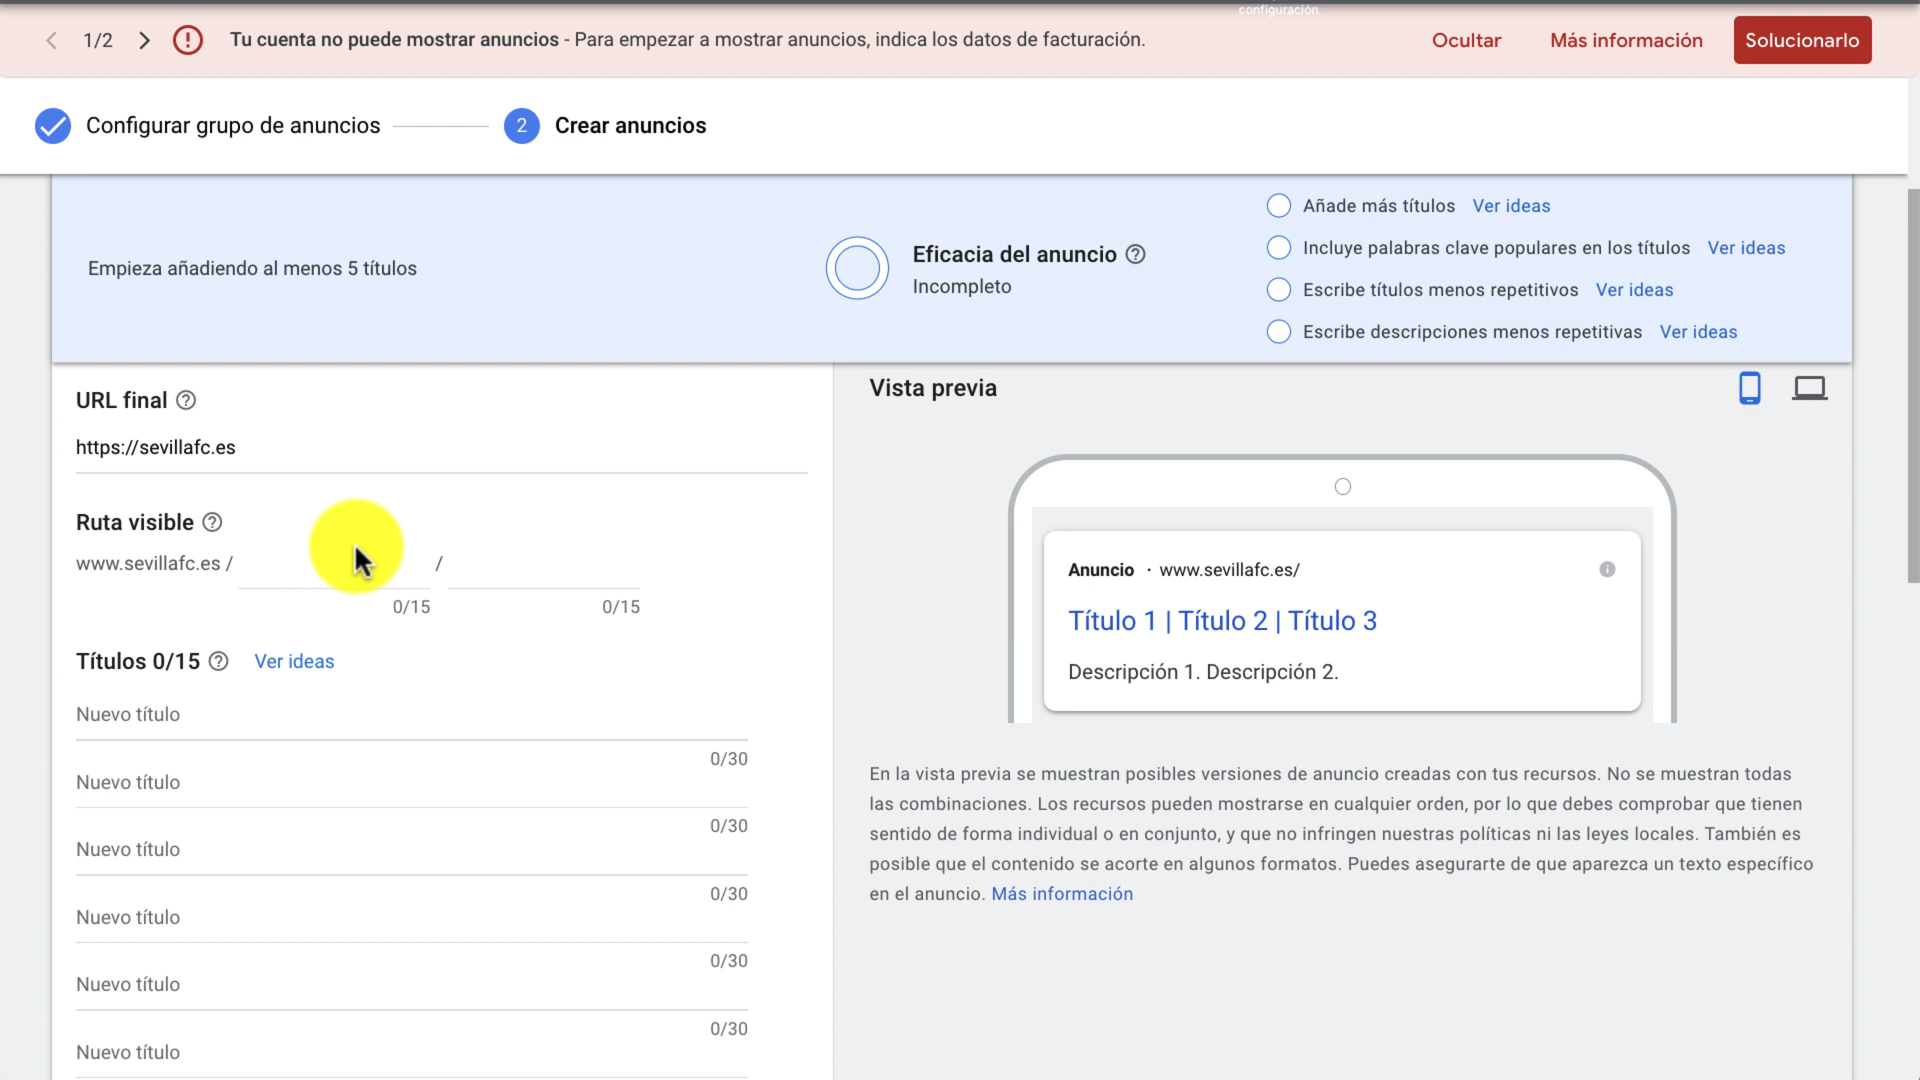 configuración
1/2
Tu cuenta no puede mostrar anuncios - Para empezar a mostrar anuncios, indica los datos de facturación.
Ocultar
Más información
Solucionarlo
Configurar grupo de anuncios
2
Crear anuncios
Empieza añadiendo al menos 5 títulos
Eficacia del anuncio
Incompleto
Añade más títulos Ver ideas
Incluye palabras clave populares en los títulos Ver ideas
Escribe títulos menos repetitivos Ver ideas
Escribe descripciones menos repetitivas Ver ideas
URL final
https://sevillafc.es
Ruta visible
www.sevillafc.es / /
0/15 0/15
Títulos 0/15 Ver ideas
Nuevo título
0/30
Nuevo título
0/30
Nuevo título
0/30
Nuevo título
0/30
Nuevo título
0/30
Nuevo título
Vista previa
Anuncio · www.sevillafc.es/
Título 1 | Título 2 | Título 3
Descripción 1. Descripción 2.
En la vista previa se muestran posibles versiones de anuncio creadas con tus recursos. No se muestran todas
las combinaciones. Los recursos pueden mostrarse en cualquier orden, por lo que debes comprobar que tienen
sentido de forma individual o en conjunto, y que no infringen nuestras políticas ni las leyes locales. También es
posible que el contenido se acorte en algunos formatos. Puedes asegurarte de que aparezca un texto específico
en el anuncio. Más información